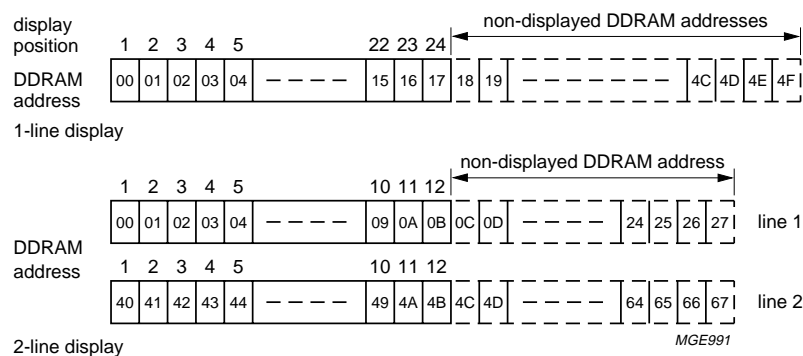 display position
non-displayed DDRAM addresses
1 2 3 4 5 22 23 24
DDRAM address
00 01 02 03 04 15 16 17 18 19 4C 4D 4E 4F
1-line display
non-displayed DDRAM address
1 2 3 4 5 10 11 12
00 01 02 03 04 09 0A 0B 0C 0D 24 25 26 27 line 1
DDRAM address
1 2 3 4 5 10 11 12
40 41 42 43 44 49 4A 4B 4C 4D 64 65 66 67 line 2
MGE991
2-line display